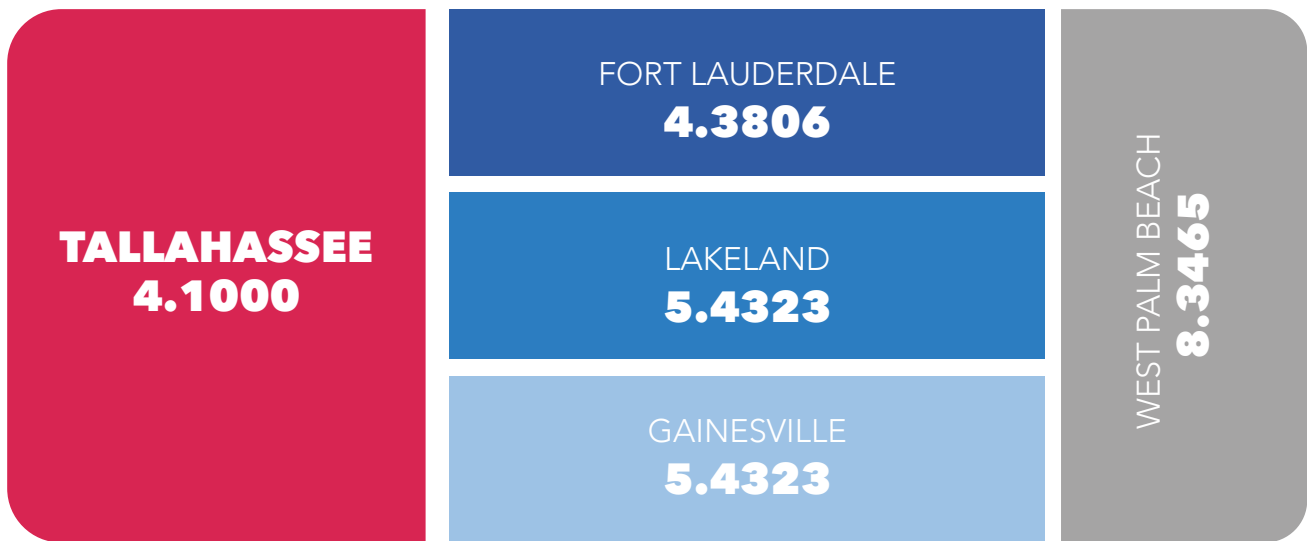 TALLAHASSEE
4.1000
FORT LAUDERDALE
4.3806
LAKELAND
5.4323
GAINESVILLE
5.4323
WEST PALM BEACH
8.3465